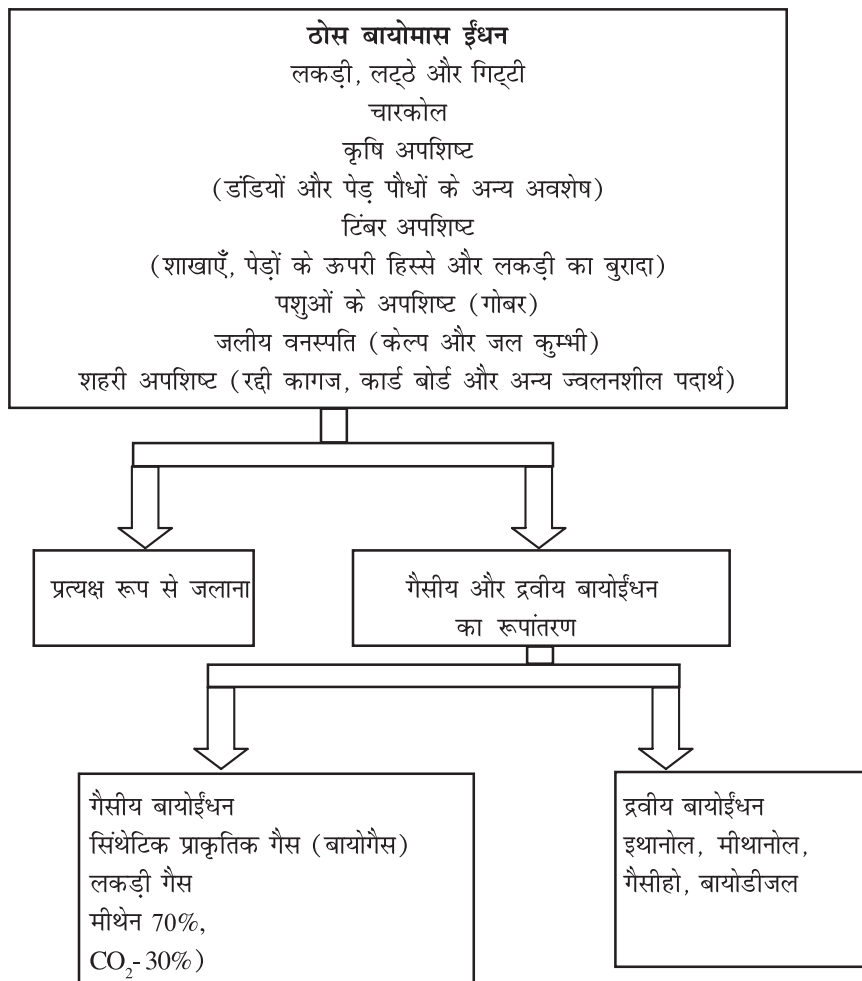 ठोस बायोमास ईंधन
लकड़ी, लट्ठे और गिट्टी
चारकोल
कृषि अपशिष्ट
(डंडियों और पेड़ पौधों के अन्य अवशेष)
टिंबर अपशिष्ट
(शाखाएँ, पेड़ों के ऊपरी हिस्से और लकड़ी का बुरादा)
पशुओं के अपशिष्ट (गोबर)
जलीय वनस्पति (केल्प और जल कुम्भी)
शहरी अपशिष्ट (रद्दी कागज, कार्ड बोर्ड और अन्य ज्वलनशील पदार्थ)
प्रत्यक्ष रूप से जलाना
गैसीय और द्रवीय बायोईंधन
का रूपांतरण
गैसीय बायोईंधन
सिंथेटिक प्राकृतिक गैस (बायोगैस)
लकड़ी गैस
मीथेन 70%,
CO₂-30%)
द्रवीय बायोईंधन
इथानोल, मीथानोल,
गैसीहो, बायोडीजल